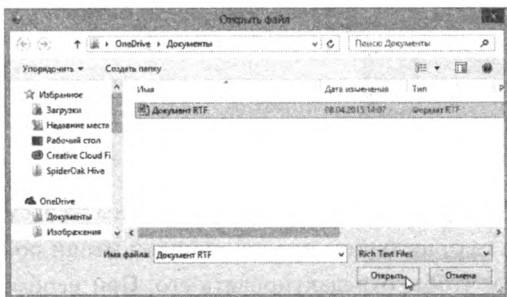 Открыть файл
OneDrive ▸ Документы
Поиск: Документы
Упорядочить ▾ Создать папку
Избранное
Загрузки
Недавние места
Рабочий стол
Creative Cloud Fi
SpiderOak Hive
OneDrive
Документы
Изображения
Имя Дата изменения Тип Р
Документ RTF 08.04.2015 14:07 Формат RTF
Имя файла: Документ RTF Rich Text Files
Открыть Отмена